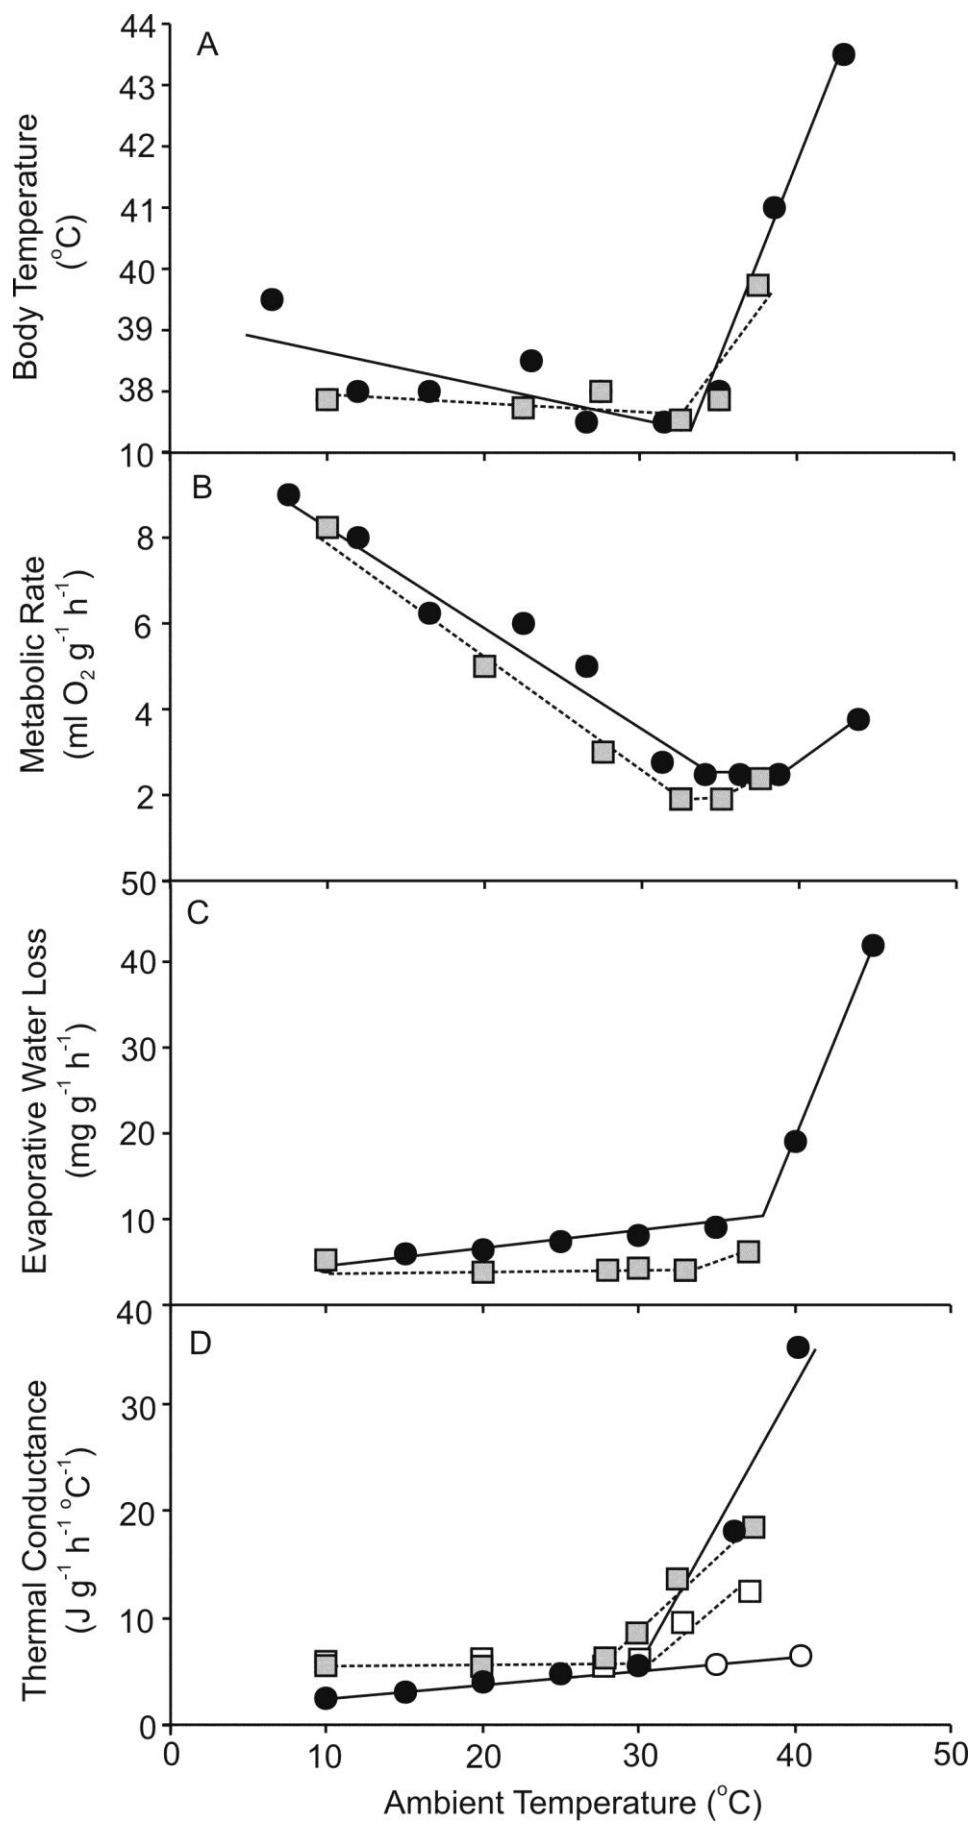 A
44
43
42
41
40
39
38
Body Temperature
(°C)
10
B
8
6
4
2
Metabolic Rate
(ml O₂ g⁻¹ h⁻¹)
50
C
40
30
20
10
Evaporative Water Loss
(mg g⁻¹ h⁻¹)
40
D
30
20
10
0
Thermal Conductance
(J g⁻¹ h⁻¹ °C⁻¹)
0 10 20 30 40 50
Ambient Temperature (°C)